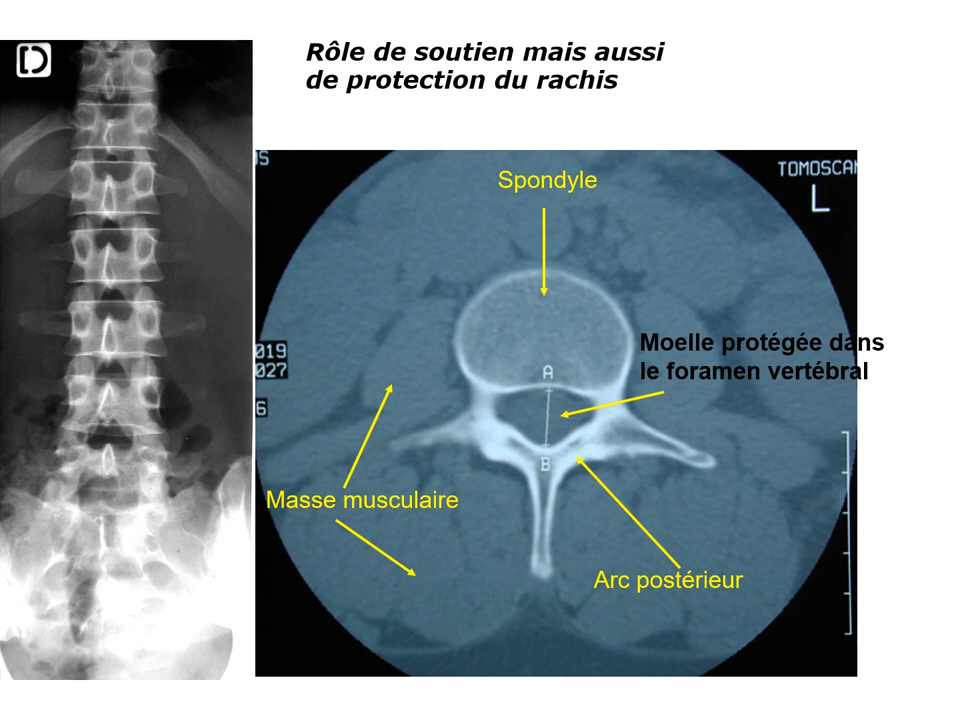 D
Rôle de soutien mais aussi
de protection du rachis
OS
TOMOSCAN
L
Spondyle
Moelle protégée dans
le foramen vertébral
019
027
6
A
B
Masse musculaire
Arc postérieur